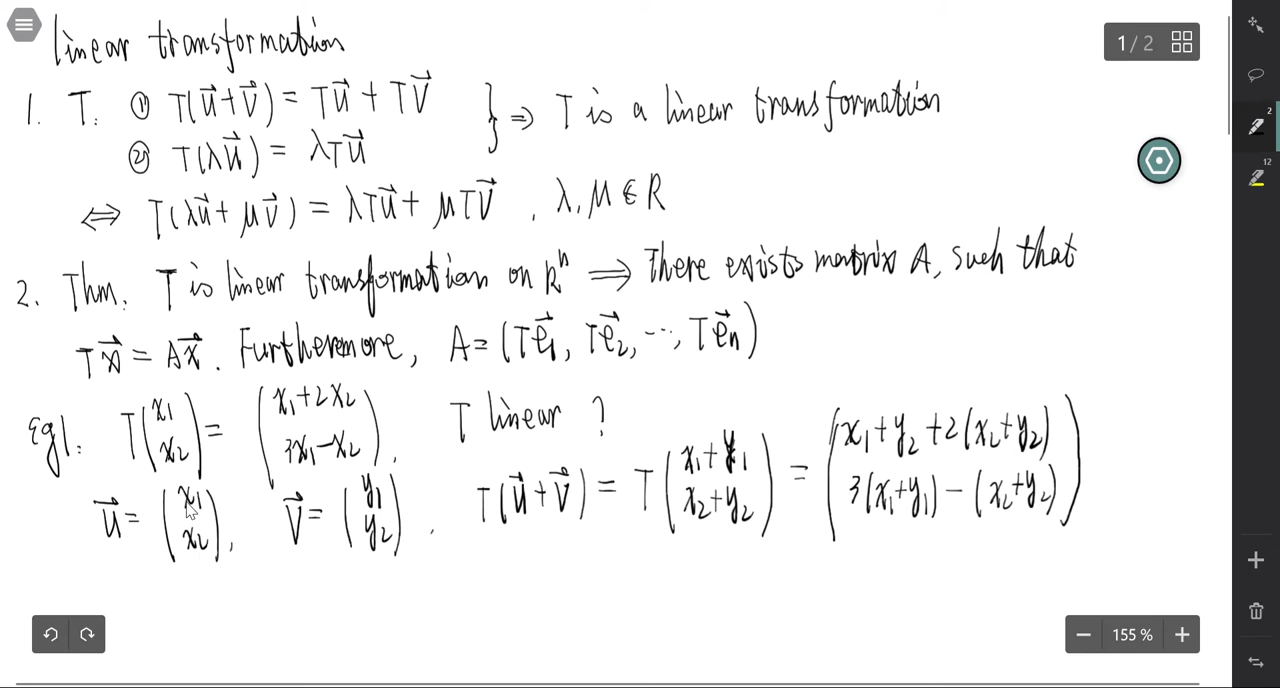 linear transformation
1/2
1. T. ① T(u⃗+v⃗) = Tu⃗ + Tv⃗ } ⇒ T is a linear transformation
② T(λu⃗) = λTu⃗
⇔ T(λu⃗+μv⃗) = λTu⃗ + μTv⃗, λ, μ ∈ R
2. Thm. T is linear transformation on Rⁿ ⇒ There exists matrix A, such that
Tx⃗ = Ax⃗. Furthermore, A = (Te⃗₁, Te⃗₂, ⋯, Te⃗ₙ)
Eg1. T(x₁ x₂) = (x₁+2x₂ 3x₁-x₂). T linear ?
u⃗ = (x₁ x₂), v⃗ = (y₁ y₂). T(u⃗+v⃗) = T(x₁+y₁ x₂+y₂) = (x₁+y₂+2(x₂+y₂) 3(x₁+y₁)-(x₂+y₂))
155 %
2
12